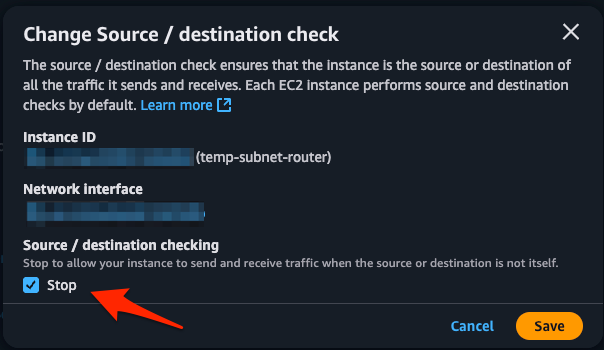 Change Source / destination check
The source / destination check ensures that the instance is the source or destination of
all the traffic it sends and receives. Each EC2 instance performs source and destination
checks by default. Learn more
Instance ID
(temp-subnet-router)
Network interface
Source / destination checking
Stop to allow your instance to send and receive traffic when the source or destination is not itself.
Stop
Cancel Save